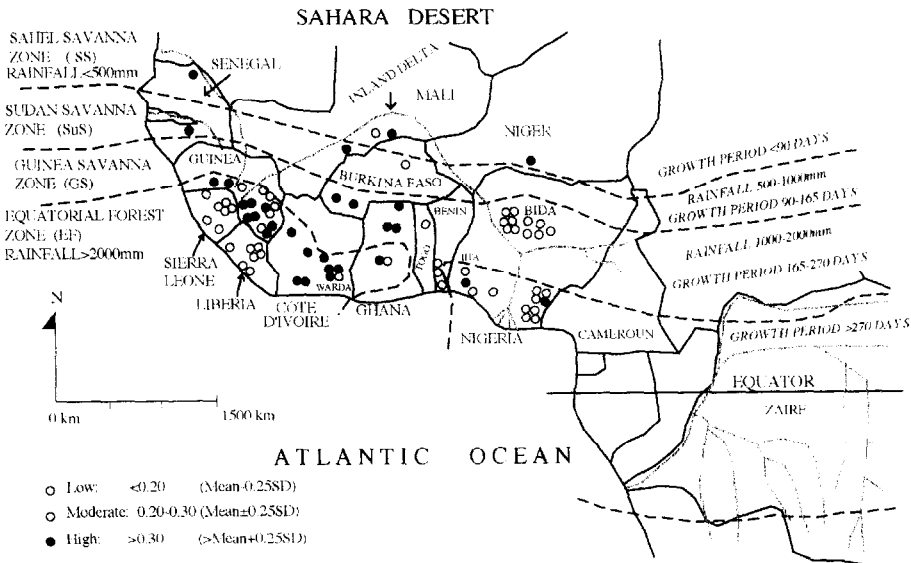 SAHARA DESERT
SAHEL SAVANNA
ZONE (SS)
RAINFALL<500mm
SENEGAL
INLAND DELTA
MALI
SUDAN SAVANNA
ZONE (SuS)
NIGER
GROWTH PERIOD <90 DAYS
GUINEA SAVANNA
ZONE (GS)
GUINEA
BURKINA FASO
RAINFALL 500-1000mm
GROWTH PERIOD 90-165 DAYS
BENIN
BIDA
EQUATORIAL FOREST
ZONE (EF)
RAINFALL>2000mm
RAINFALL 1000-2000mm
TOGO
SIERRA
LEONE
WARDA
GROWTH PERIOD 165-270 DAYS
LIBERIA
CÔTE
D'IVOIRE
GHANA
NIGERIA
CAMEROUN
GROWTH PERIOD >270 DAYS
N
EQUATOR
ZAIRE
0 km
1500 km
ATLANTIC OCEAN
Low: <0.20 (Mean-0.25SD)
Moderate: 0.20-0.30 (Mean±0.25SD)
High: >0.30 (>Mean+0.25SD)